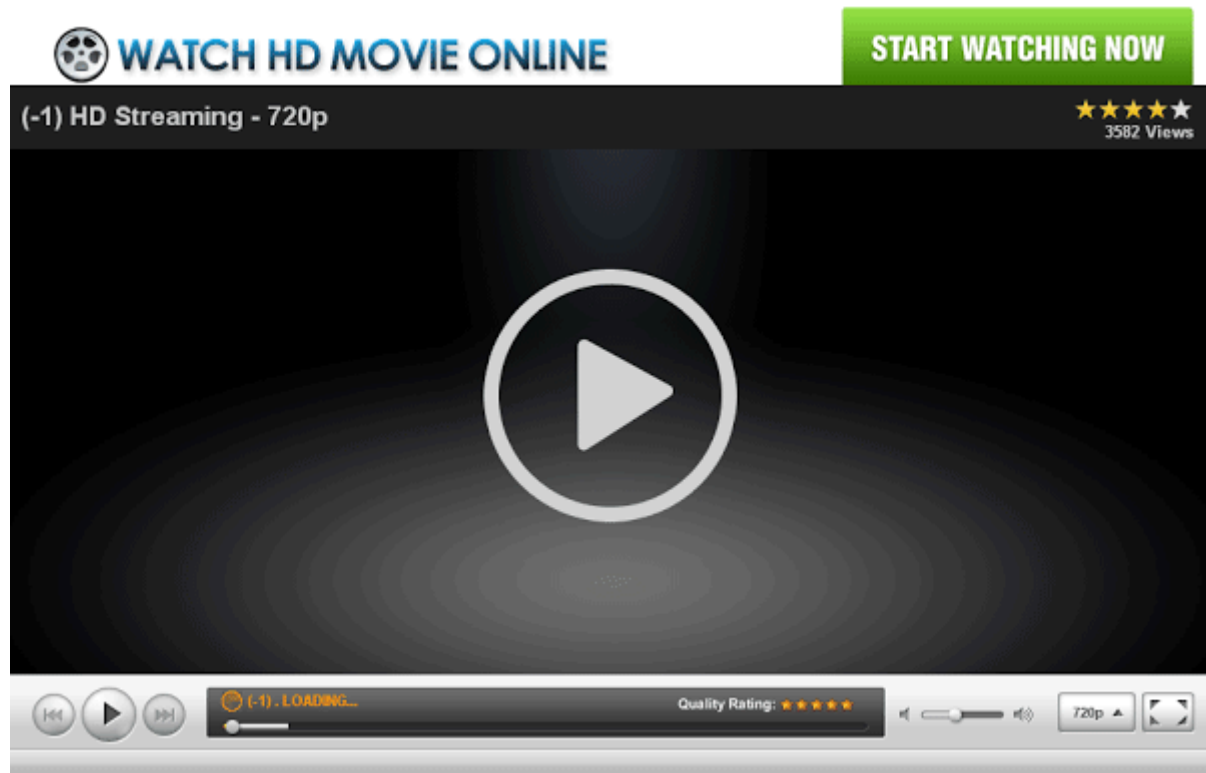 WATCH HD MOVIE ONLINE
START WATCHING NOW
(-1) HD Streaming - 720p
3582 Views
(-1) . LOADING...
Quality Rating:
720p